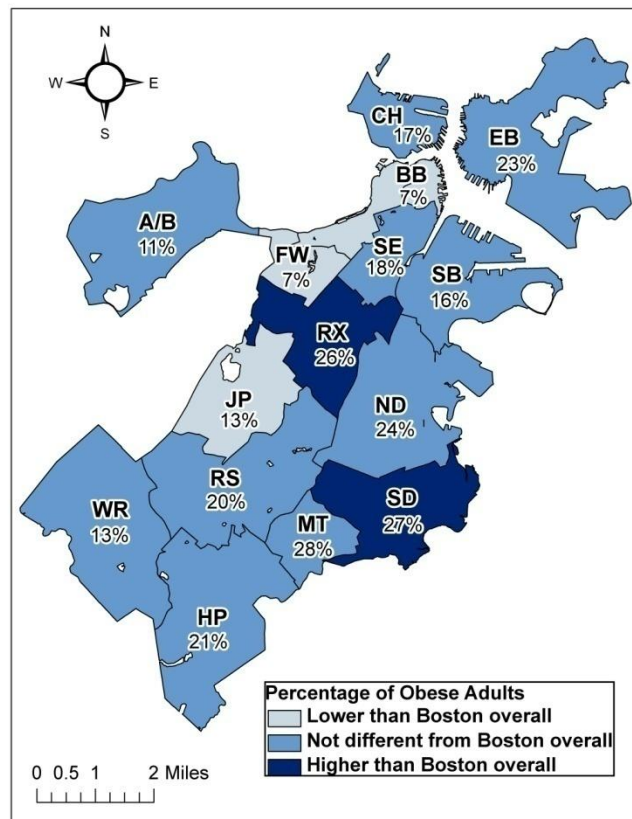 N
W E
S
CH
17%
EB
23%
BB
7%
A/B
11%
SE
18%
FW
7%
SB
16%
RX
26%
JP
13%
ND
24%
RS
20%
SD
27%
WR
13%
MT
28%
HP
21%
Percentage of Obese Adults
Lower than Boston overall
Not different from Boston overall
Higher than Boston overall
0 0.5 1 2 Miles